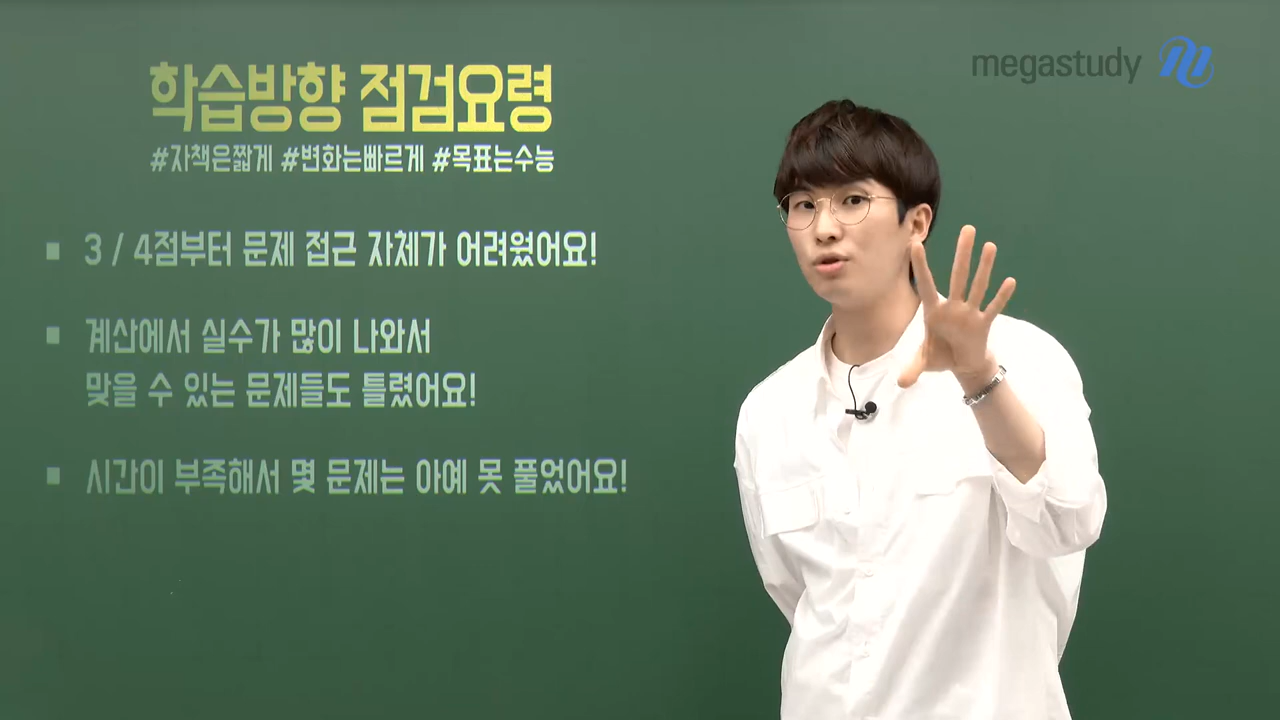 megastudy
학습방향 점검요령
#자책은짧게 #변화는빠르게 #목표는수능
3 / 4점부터 문제 접근 자체가 어려웠어요!
계산에서 실수가 많이 나와서
맞을 수 있는 문제들도 틀렸어요!
시간이 부족해서 몇 문제는 아예 못 풀었어요!